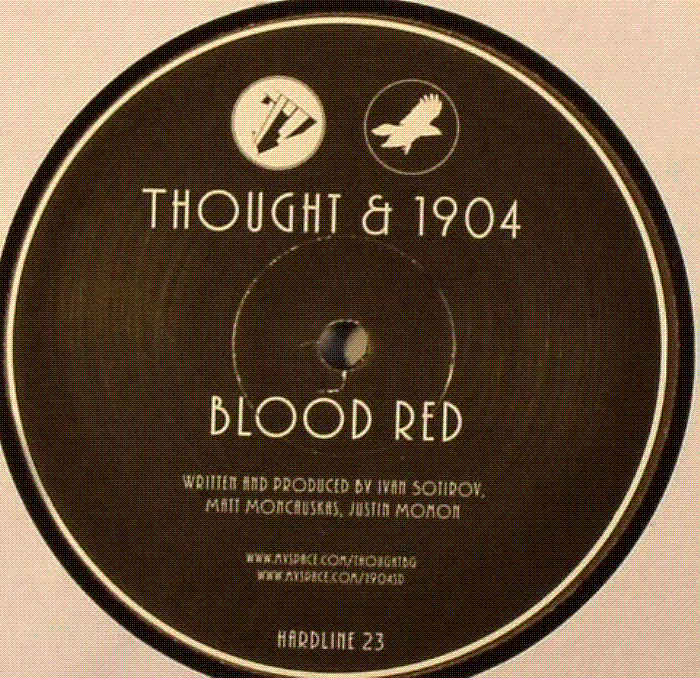 THOUGHT & 1904
BLOOD RED
WRITTEN AND PRODUCED BY IVAN SOTIROV,
MATT MONCAUSKAS, JUSTIN MOMON
WWW.MYSPACE.COM/THOUGHTBG
WWW.MYSPACE.COM/1904SD
HARDLINE 23